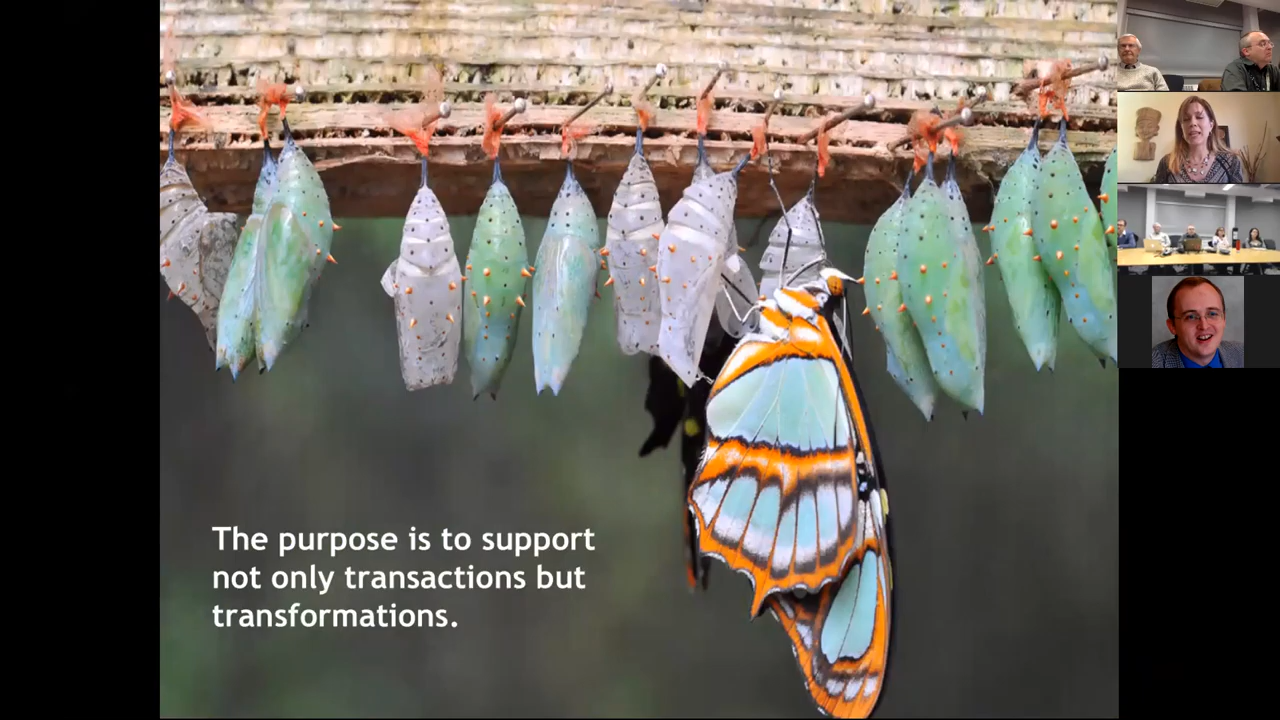 The purpose is to support
not only transactions but
transformations.